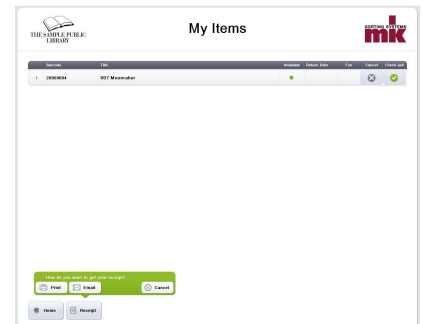 THE SAMPLE PUBLIC
LIBRARY
My Items
SORTING SYSTEMS
mk
Barcode Title Available Return Date Fee Cancel Check-out
1 20000004 007 Moonraker
How do you want to get your receipt?
Print Email Cancel
Home Receipt